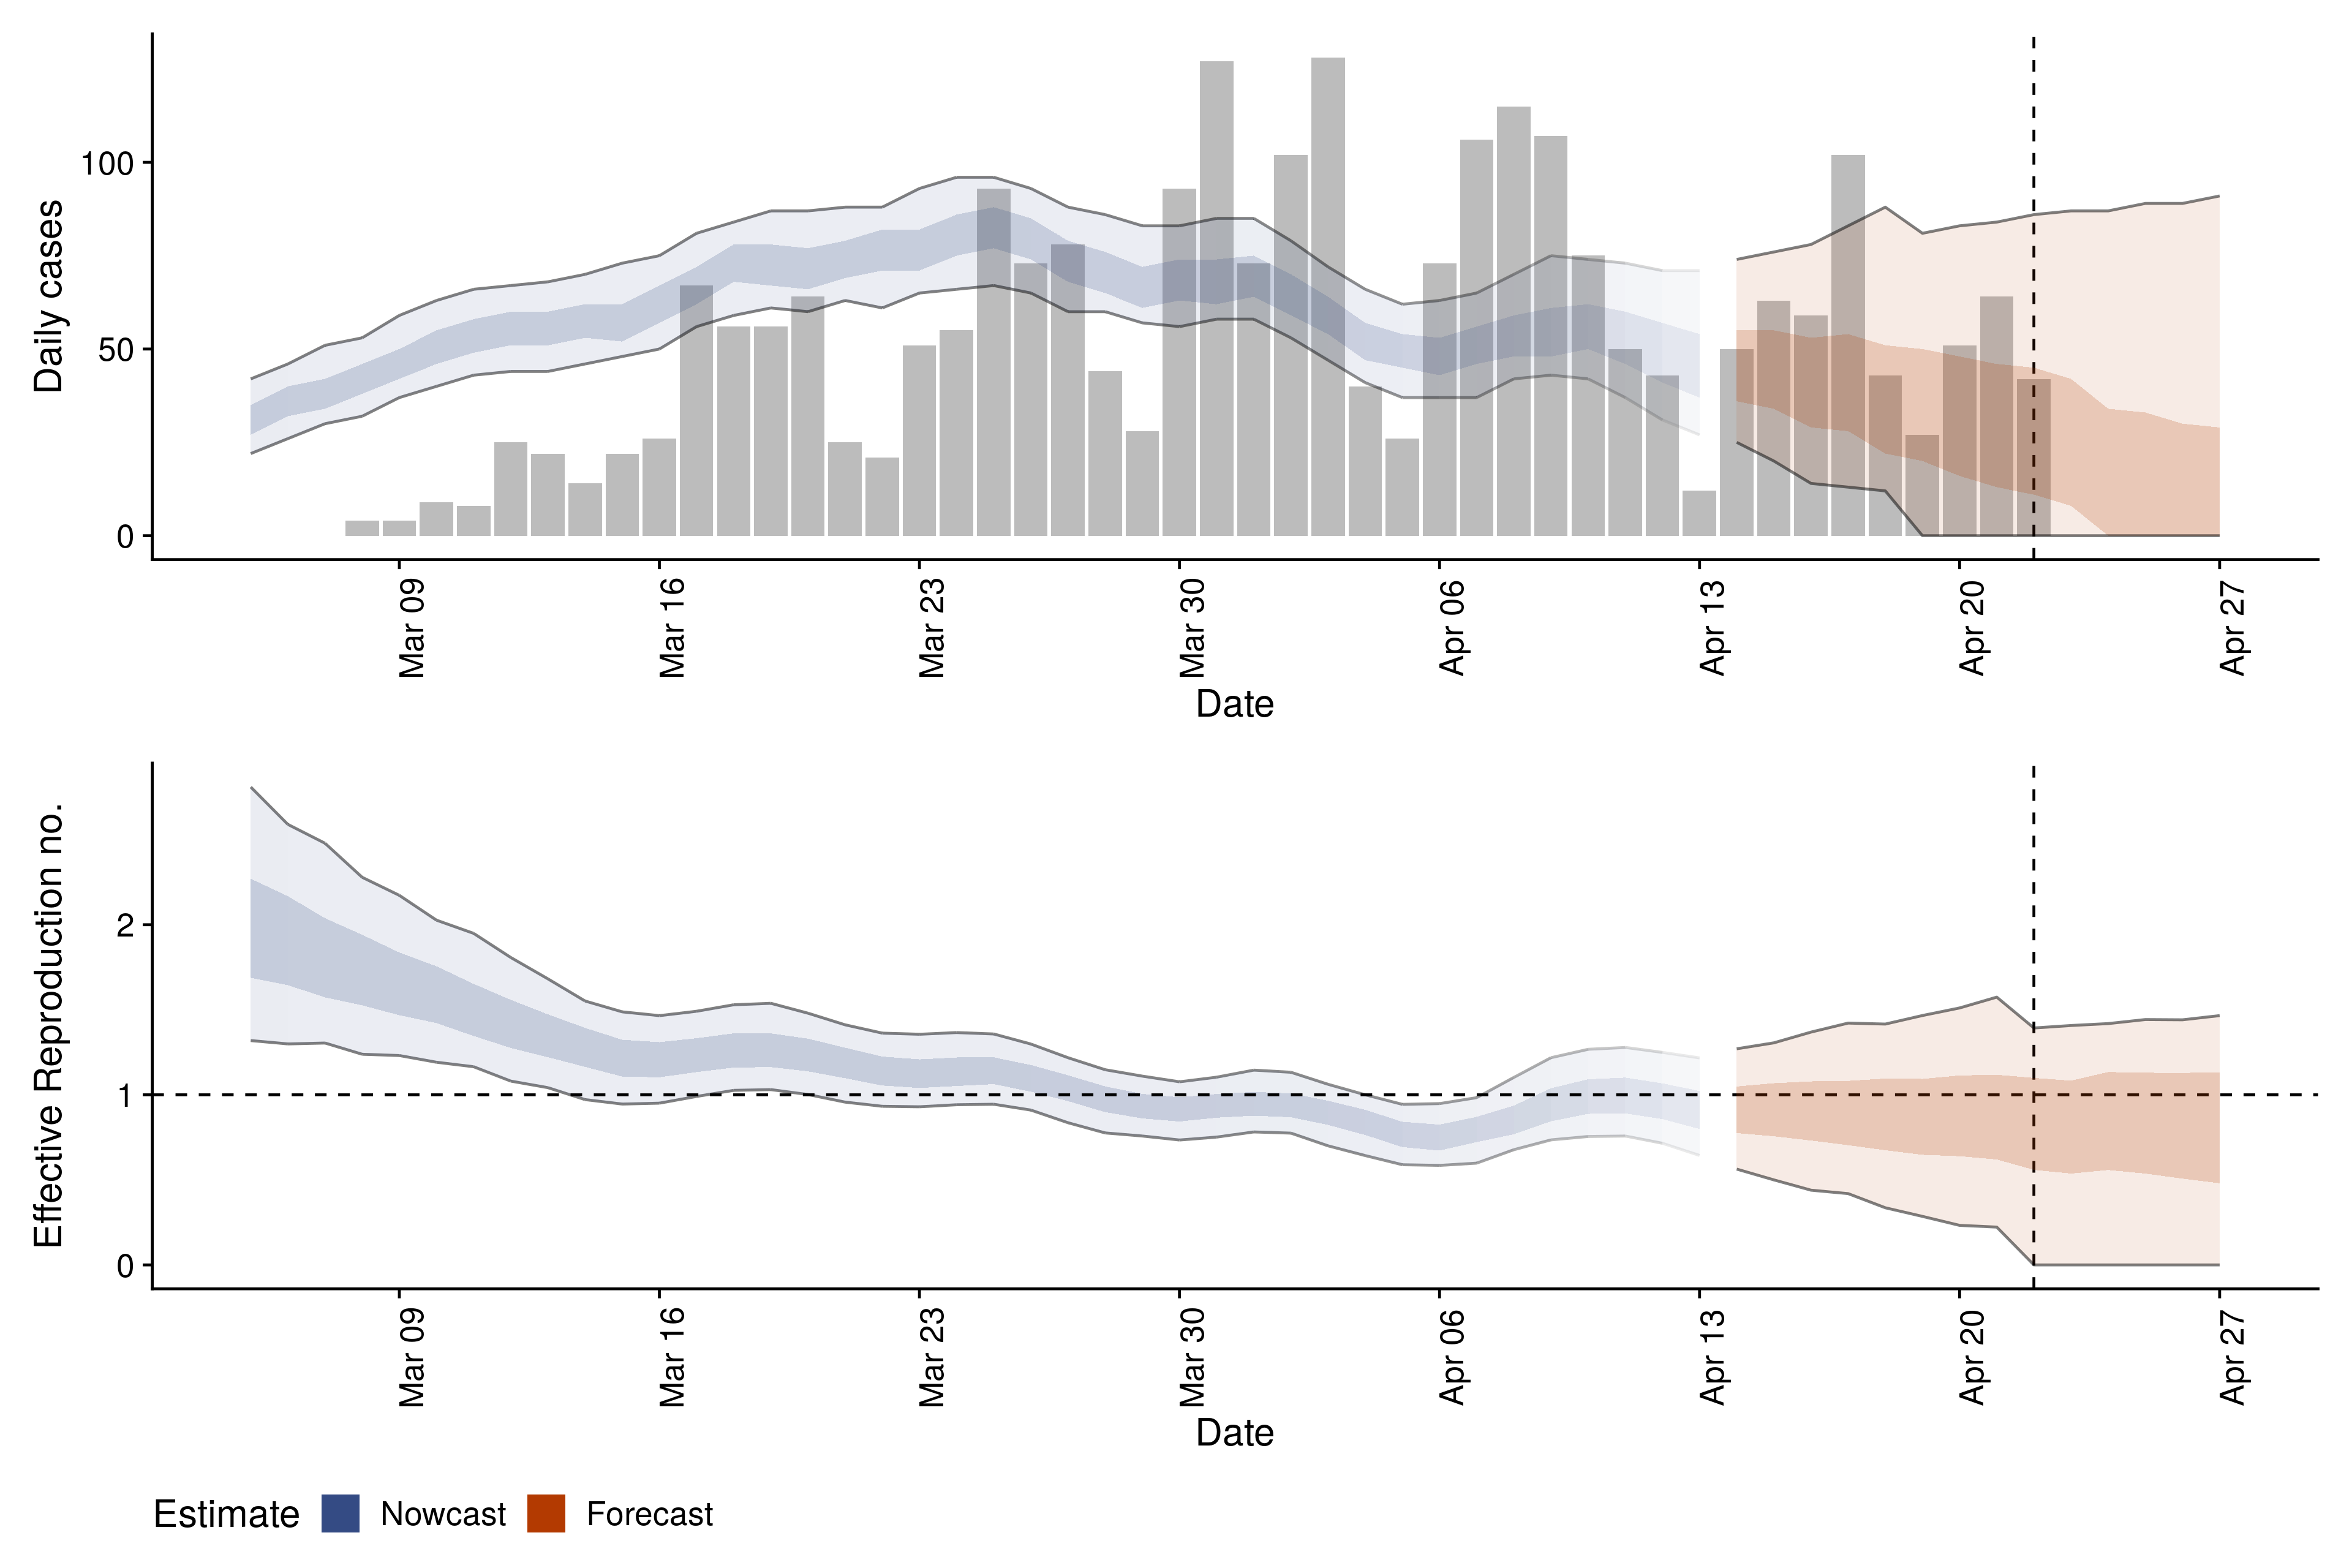 Daily cases
100
50
0
Mar 09
Mar 16
Mar 23
Mar 30
Apr 06
Apr 13
Apr 20
Apr 27
Date
Effective Reproduction no.
2
1
0
Mar 09
Mar 16
Mar 23
Mar 30
Apr 06
Apr 13
Apr 20
Apr 27
Date
Estimate Nowcast Forecast